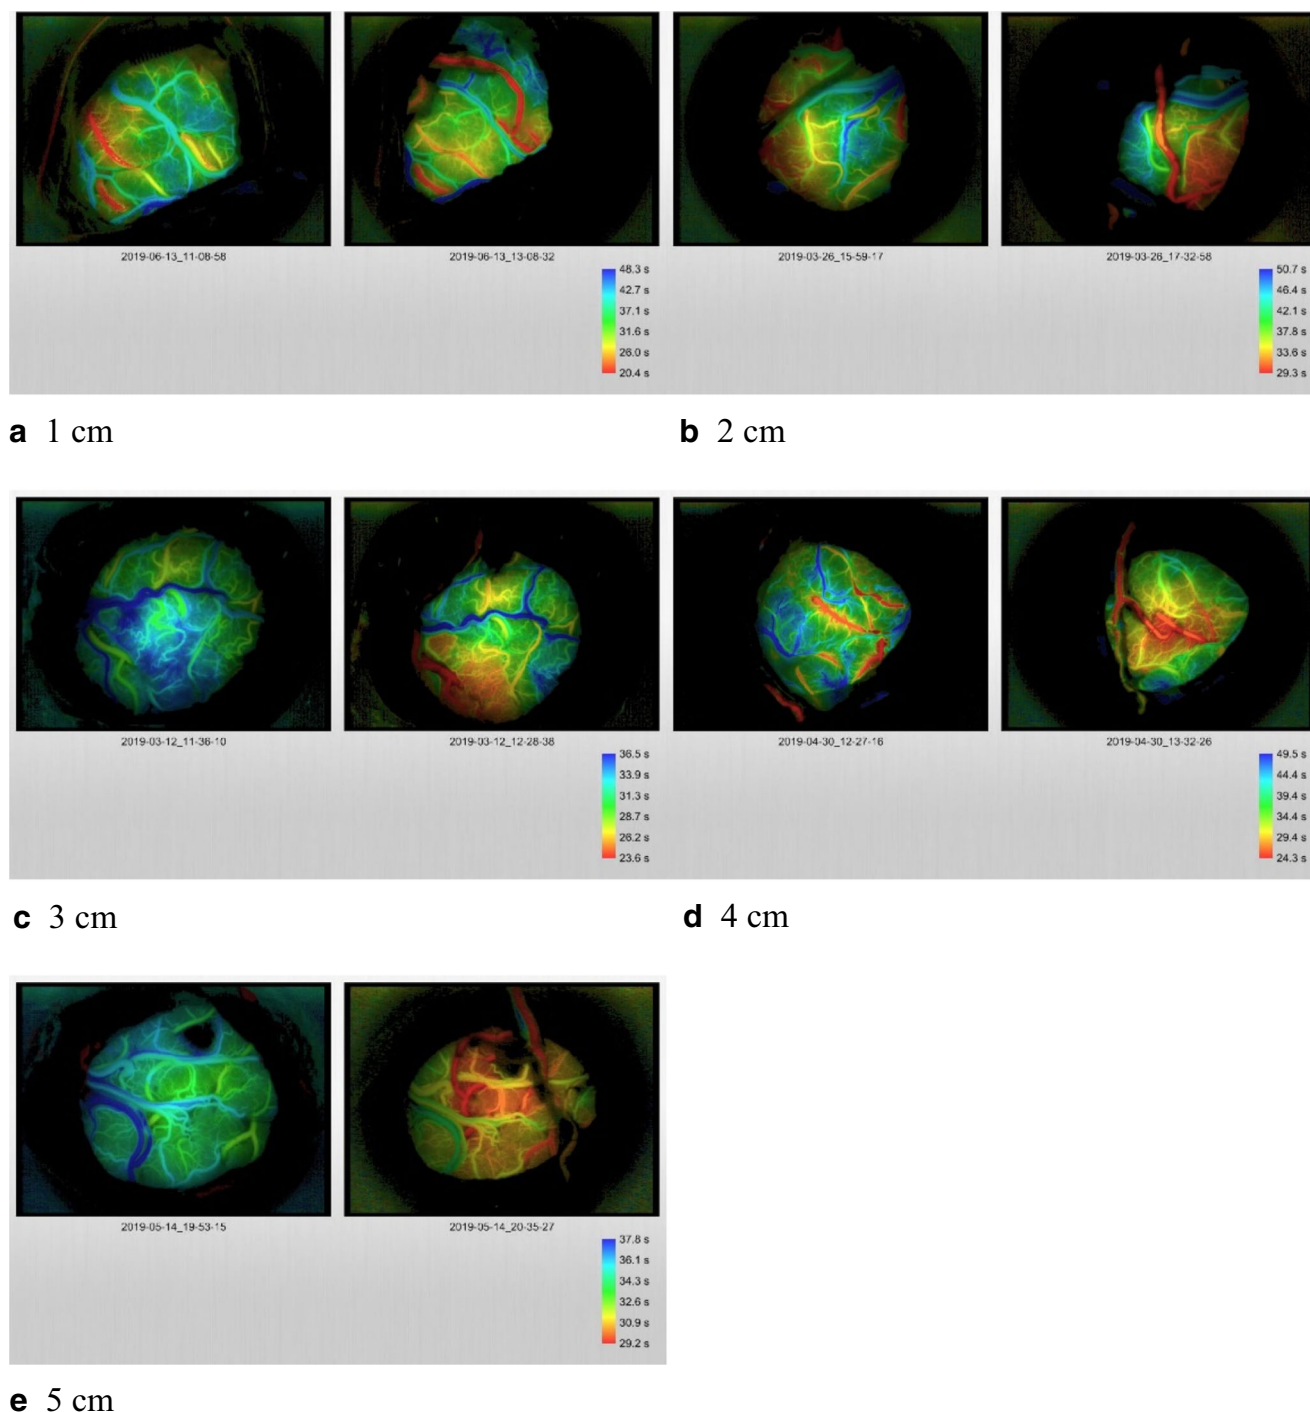 2019-06-13_11-08-58
2019-06-13_13-08-32
48.3 s
42.7 s
37.1 s
31.6 s
26.0 s
20.4 s
a 1 cm
2019-03-26_15-59-17
2019-03-26_17-32-58
50.7 s
46.4 s
42.1 s
37.8 s
33.6 s
29.3 s
b 2 cm
2019-03-12_11-36-10
2019-03-12_12-28-38
36.5 s
33.9 s
31.3 s
28.7 s
26.2 s
23.6 s
c 3 cm
2019-04-30_12-27-16
2019-04-30_13-32-26
49.5 s
44.4 s
39.4 s
34.4 s
29.4 s
24.3 s
d 4 cm
2019-05-14_19-53-15
2019-05-14_20-35-27
37.8 s
36.1 s
34.3 s
32.6 s
30.9 s
29.2 s
e 5 cm